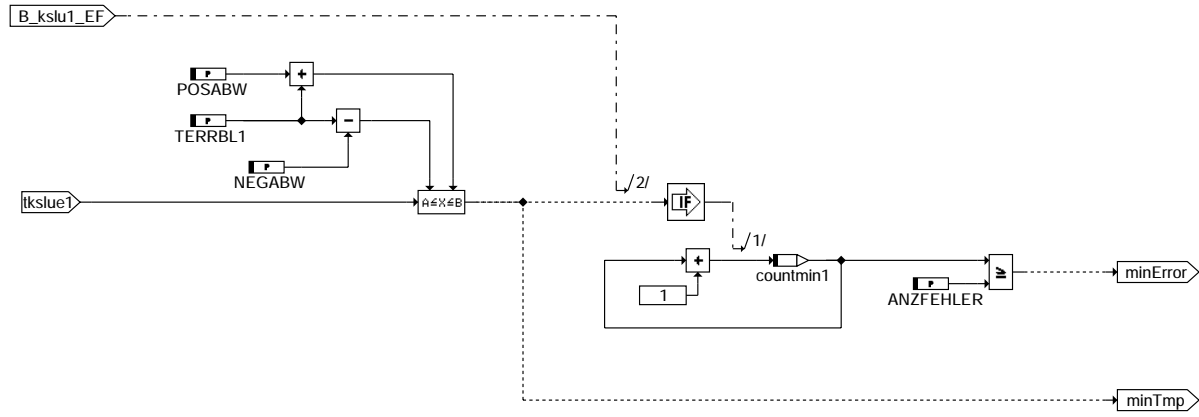 B_kslu1_EF
P
POSABW
+
P
TERRBL1
−
P
NEGABW
tkslue1
A≤X≤B
/2/
IF
/1/
+
1
countmin1
P
ANZFEHLER
≥
minError
minTmp